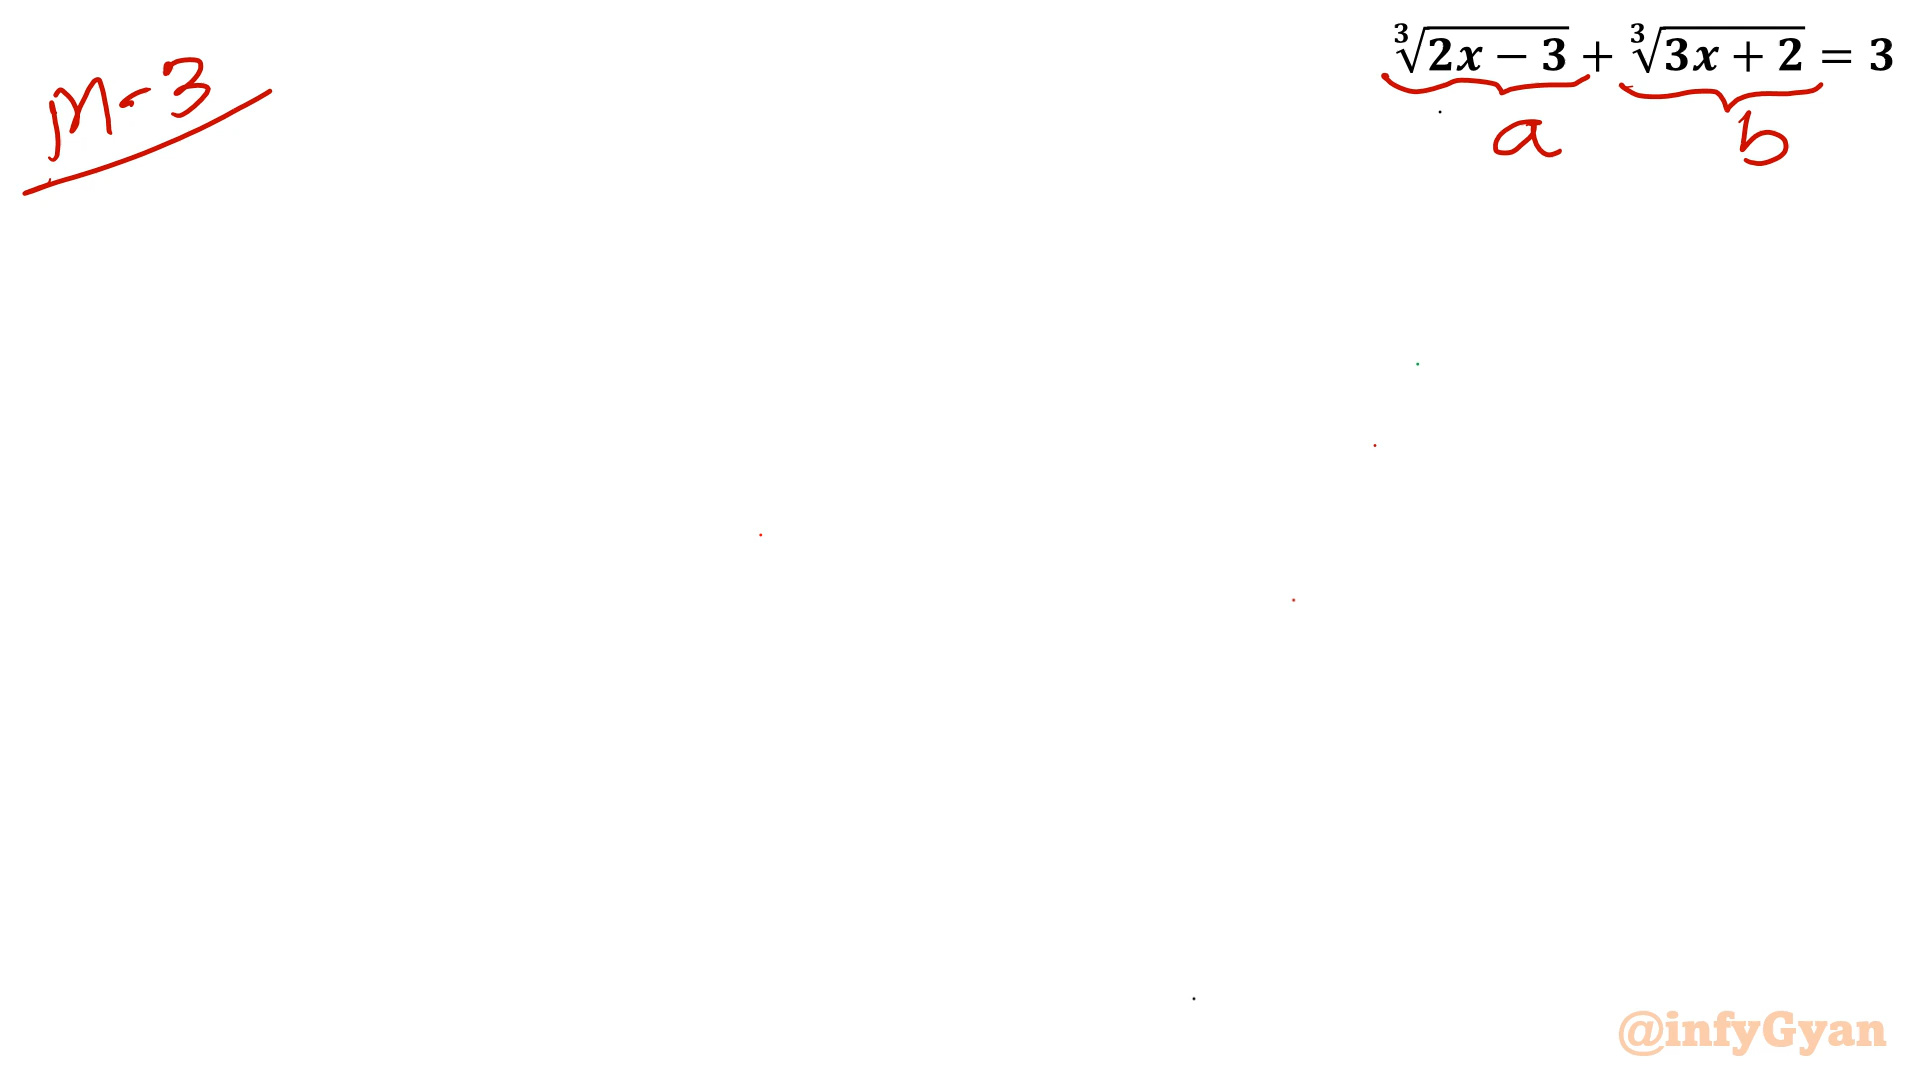 ∛(2x − 3) + ∛(3x + 2) = 3
M-3
a b
@infyGyan